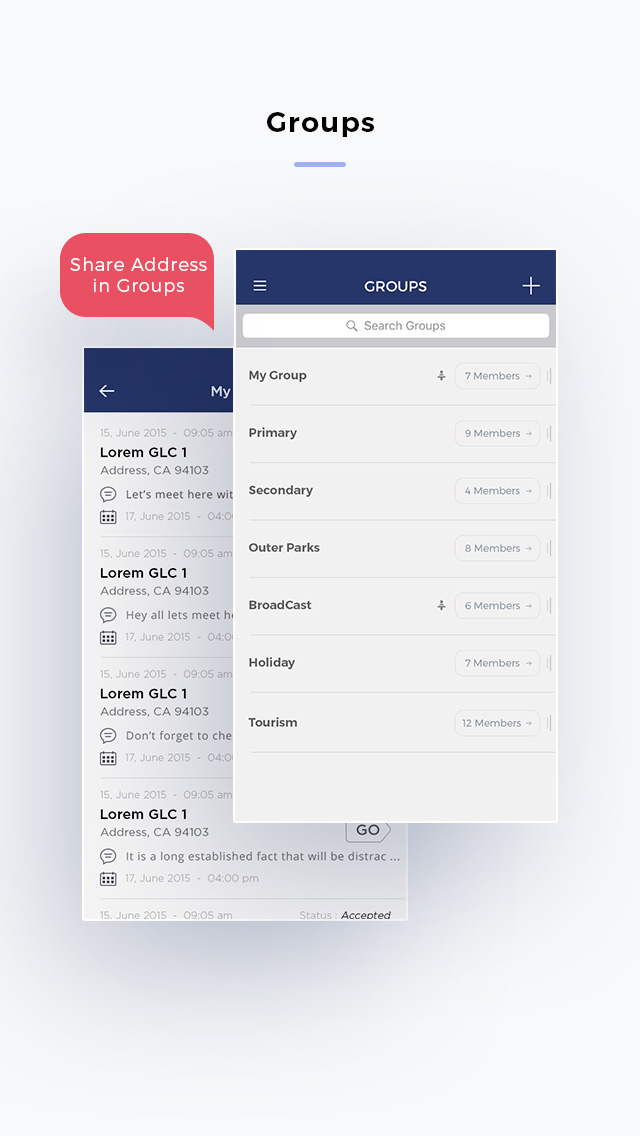 Groups
Share Address
in Groups
GROUPS
Search Groups
My Group
7 Members
Primary
9 Members
Secondary
4 Members
Outer Parks
8 Members
BroadCast
6 Members
Holiday
7 Members
Tourism
12 Members
My
15, June 2015 - 09:05 am
Lorem GLC 1
Address, CA 94103
Let's meet here wit
17, June 2015 - 04:0
15, June 2015 - 09:05 am
Lorem GLC 1
Address, CA 94103
Hey all lets meet h
17, June 2015 - 04:0
15, June 2015 - 09:05 am
Lorem GLC 1
Address, CA 94103
Don't forget to che
17, June 2015 - 04:0
15, June 2015 - 09:05 am
Lorem GLC 1
Address, CA 94103
GO
It is a long established fact that will be distrac ...
17, June 2015 - 04:00 pm
15, June 2015 - 09:05 am
Status : Accepted